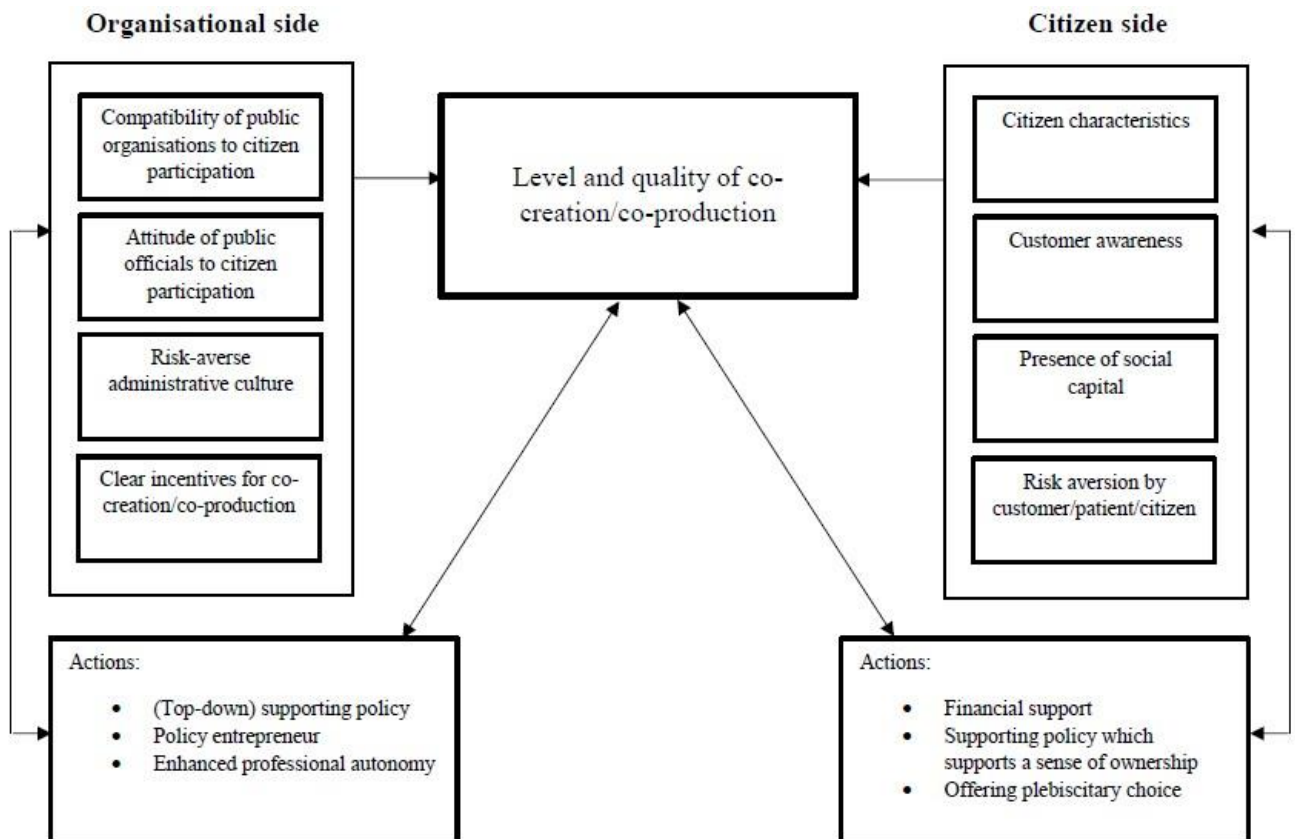 Organisational side
Compatibility of public
organisations to citizen
participation
Attitude of public
officials to citizen
participation
Risk-averse
administrative culture
Clear incentives for co-
creation/co-production
Level and quality of co-
creation/co-production
Citizen side
Citizen characteristics
Customer awareness
Presence of social
capital
Risk aversion by
customer/patient/citizen
Actions:
• (Top-down) supporting policy
• Policy entrepreneur
• Enhanced professional autonomy
Actions:
• Financial support
• Supporting policy which
supports a sense of ownership
• Offering plebiscitary choice